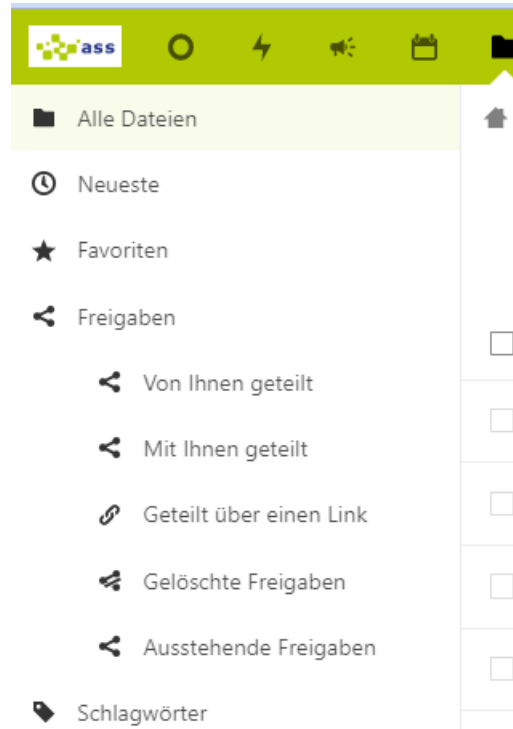 ass
Alle Dateien
Neueste
Favoriten
Freigaben
Von Ihnen geteilt
Mit Ihnen geteilt
Geteilt über einen Link
Gelöschte Freigaben
Ausstehende Freigaben
Schlagwörter